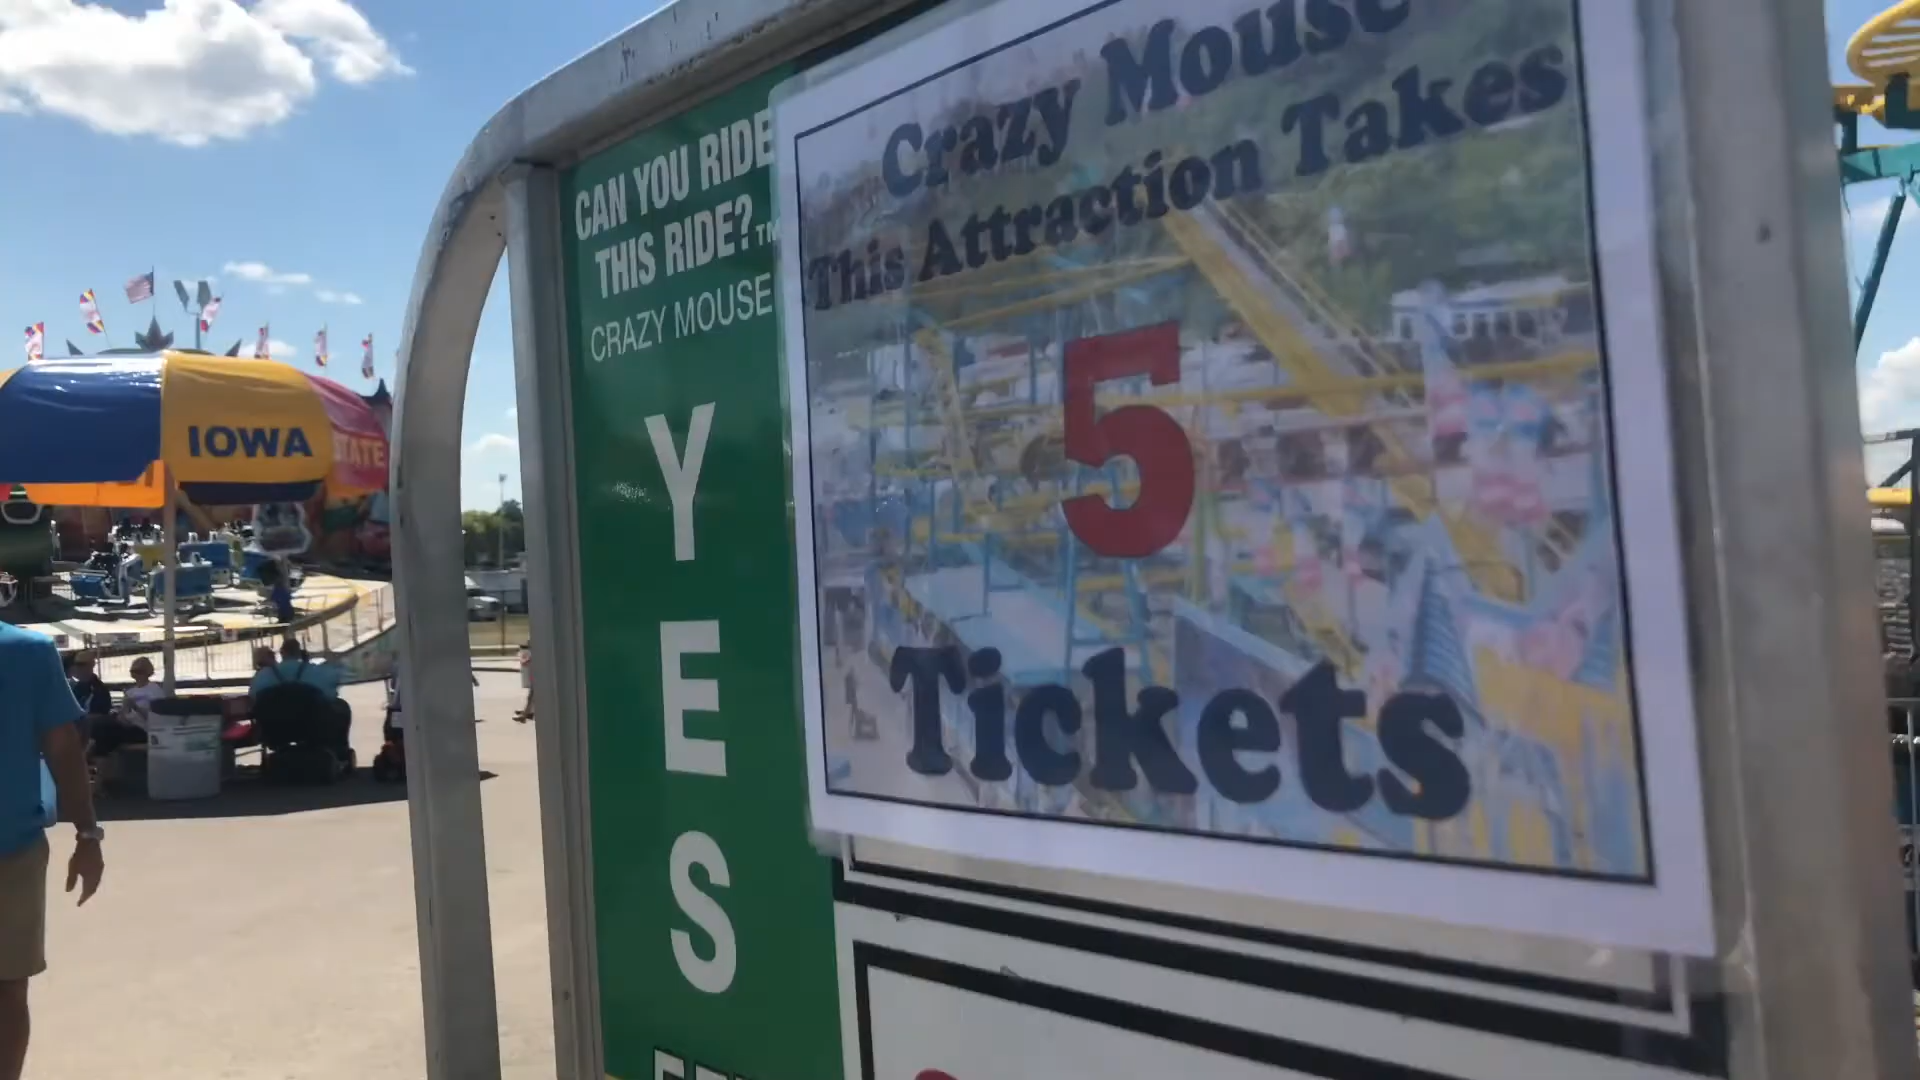 CAN YOU RIDE
THIS RIDE?™
CRAZY MOUSE
YES
Crazy Mouse
This Attraction Takes
5
Tickets
IOWA
STATE